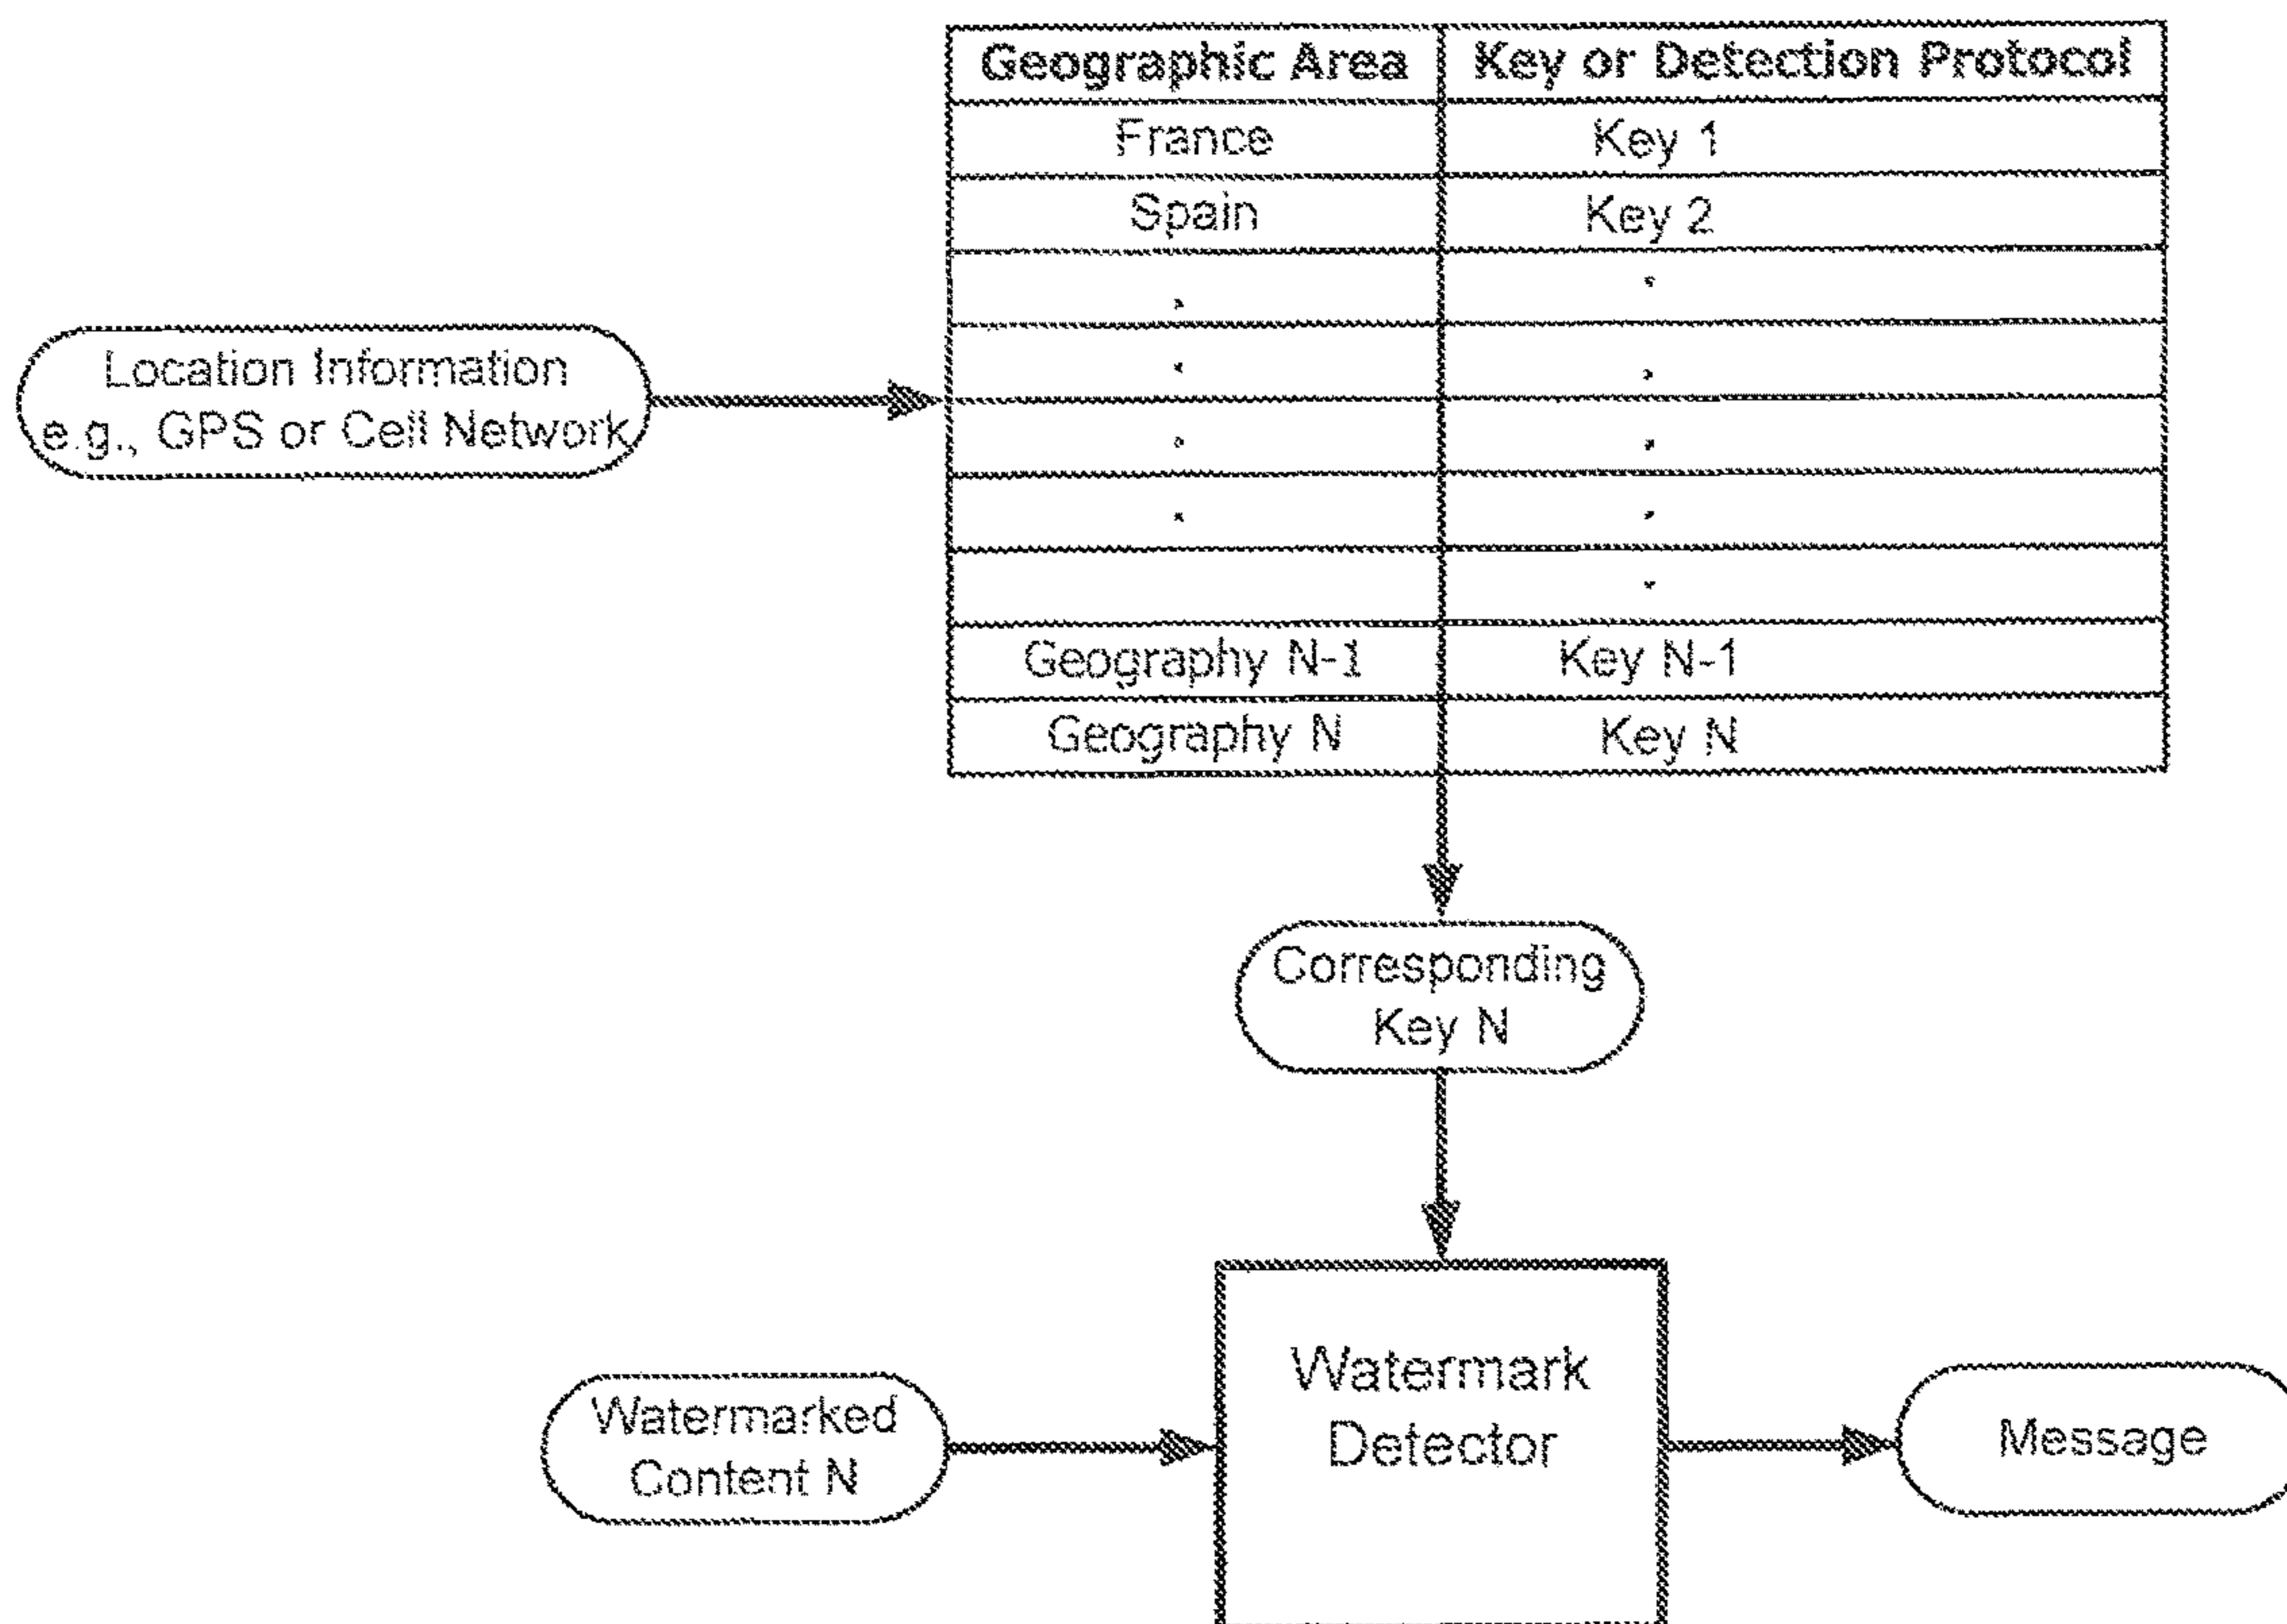 Geographic Area Key or Detection Protocol
France Key 1
Spain Key 2
Location Information
e.g., GPS or Cell Network
Geography N-1 Key N-1
Geography N Key N
Corresponding
Key N
Watermark
Detector
Watermarked
Content N
Message